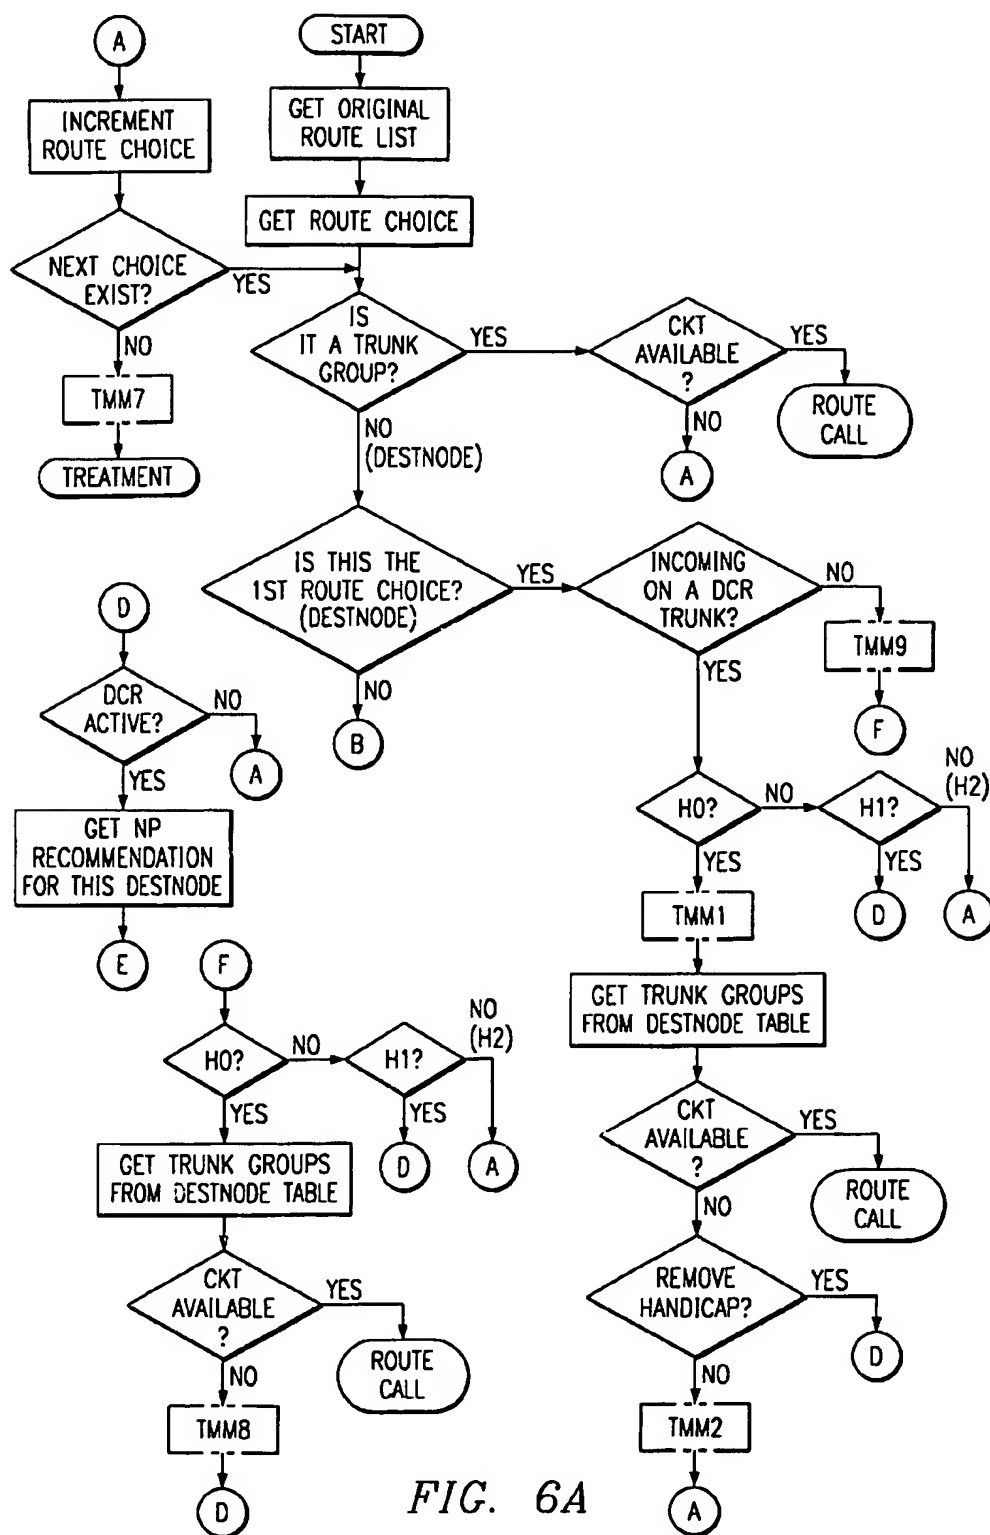 A
INCREMENT
ROUTE CHOICE
NEXT CHOICE
EXIST?
YES
NO
TMM7
TREATMENT
START
GET ORIGINAL
ROUTE LIST
GET ROUTE CHOICE
IS
IT A TRUNK
GROUP?
YES
NO
(DESTNODE)
CKT
AVAILABLE
?
YES
ROUTE
CALL
NO
A
IS THIS THE
1ST ROUTE CHOICE?
(DESTNODE)
YES
NO
B
INCOMING
ON A DCR
TRUNK?
NO
TMM9
F
YES
H0?
NO
H1?
NO
(H2)
YES
D
A
YES
TMM1
GET TRUNK GROUPS
FROM DESTNODE TABLE
CKT
AVAILABLE
?
YES
ROUTE
CALL
NO
REMOVE
HANDICAP?
YES
D
NO
TMM2
A
D
DCR
ACTIVE?
NO
A
YES
GET NP
RECOMMENDATION
FOR THIS DESTNODE
E
F
H0?
NO
H1?
NO
(H2)
YES
D
A
YES
GET TRUNK GROUPS
FROM DESTNODE TABLE
CKT
AVAILABLE
?
YES
ROUTE
CALL
NO
TMM8
D
FIG. 6A